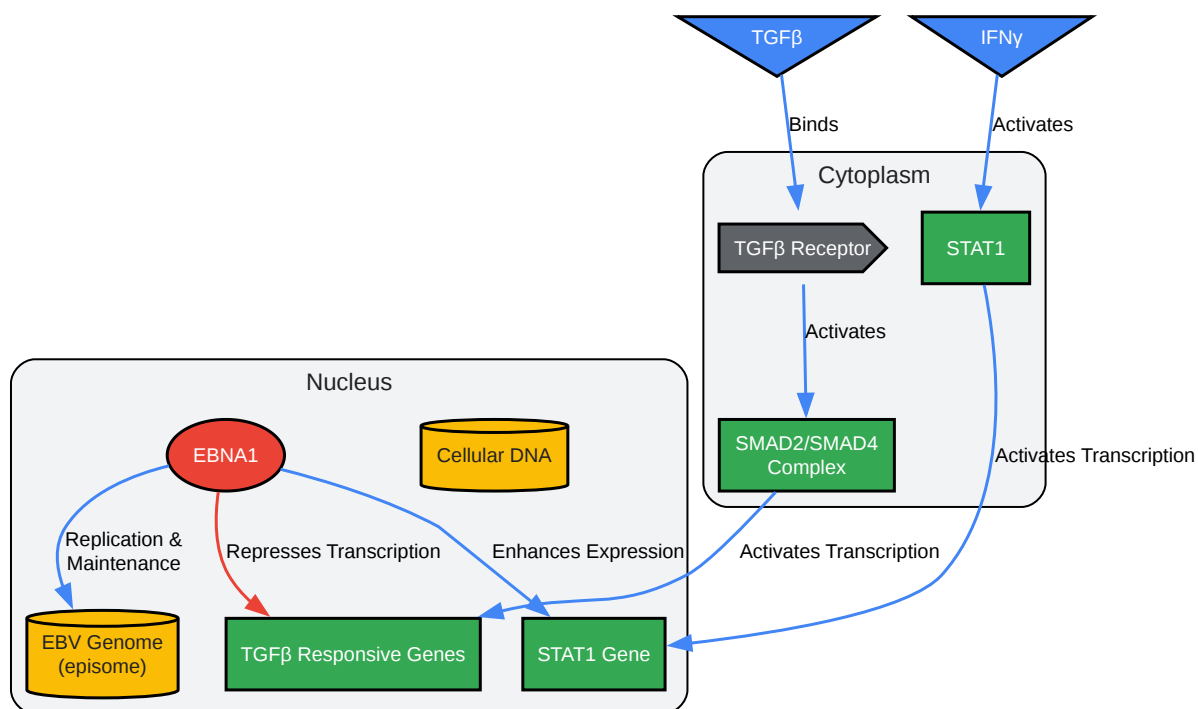 TGFβ
IFNγ
Binds
Activates
Cytoplasm
TGFβ Receptor
STAT1
Activates
Nucleus
EBNA1
Cellular DNA
SMAD2/SMAD4
Complex
Activates Transcription
Replication &
Maintenance
Represses Transcription
Enhances Expression
Activates Transcription
EBV Genome
(episome)
TGFβ Responsive Genes
STAT1 Gene